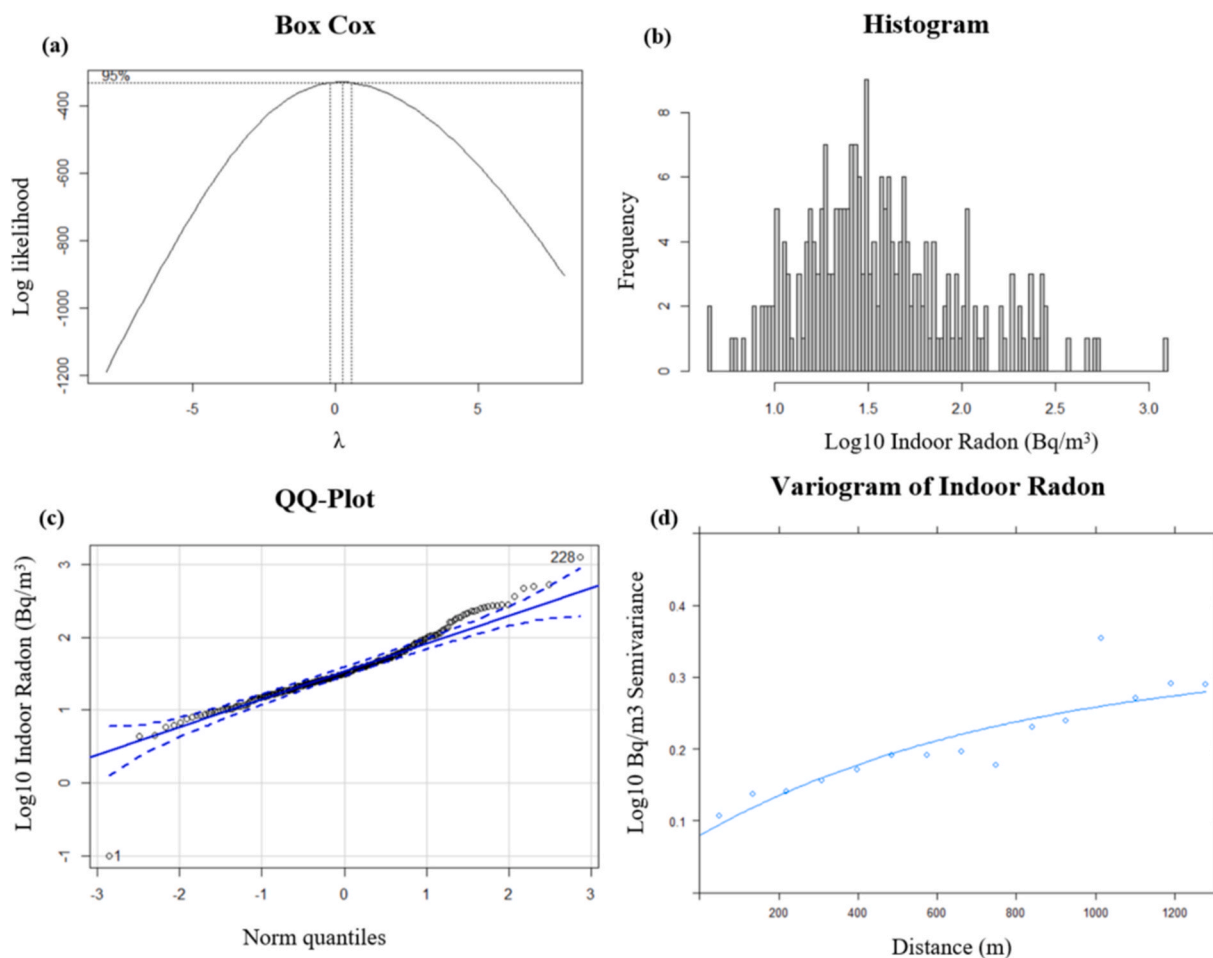 (a)
Box Cox
95%
-400
-600
-800
-1000
-1200
Log likelihood
-5
0
5
λ
(b)
Histogram
8
6
4
2
0
Frequency
1.0
1.5
2.0
2.5
3.0
Log10 Indoor Radon (Bq/m³)
(c)
QQ-Plot
228
3
2
1
0
-1
1
Log10 Indoor Radon (Bq/m³)
-3
-2
-1
0
1
2
3
Norm quantiles
Variogram of Indoor Radon
(d)
0.4
0.3
0.2
0.1
Log10 Bq/m3 Semivariance
200
400
600
800
1000
1200
Distance (m)